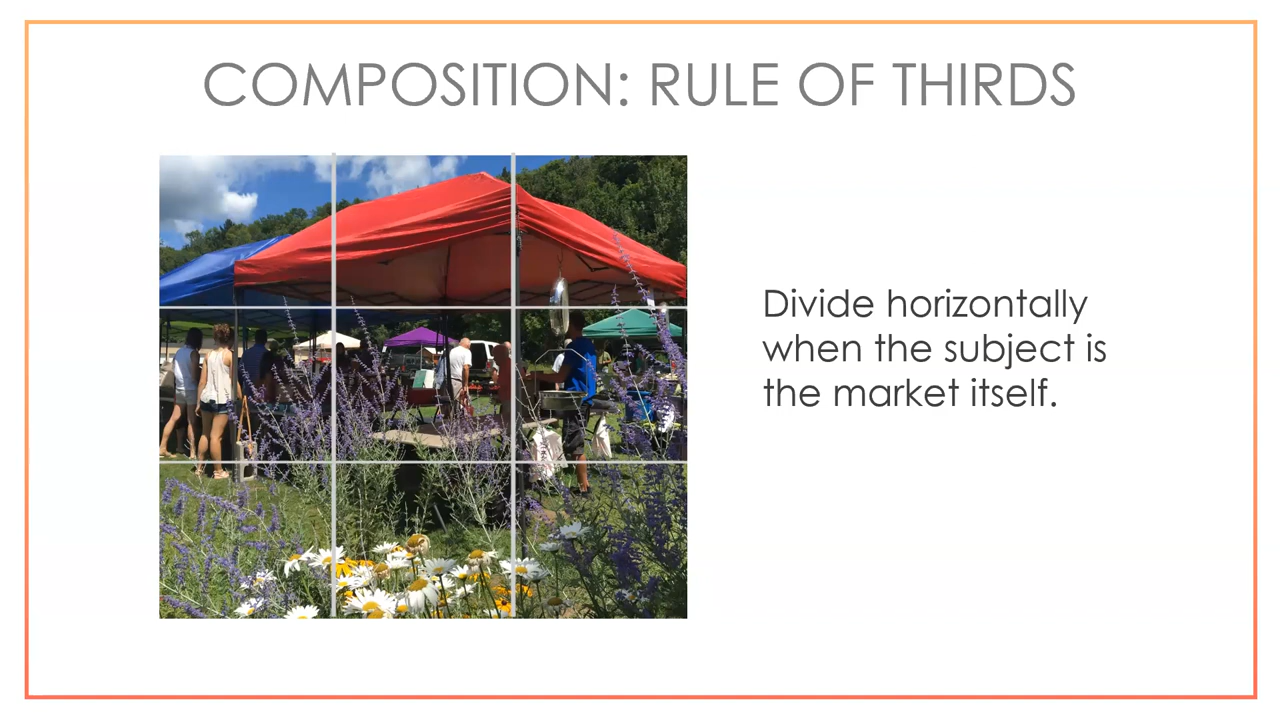 COMPOSITION: RULE OF THIRDS
Divide horizontally
when the subject is
the market itself.